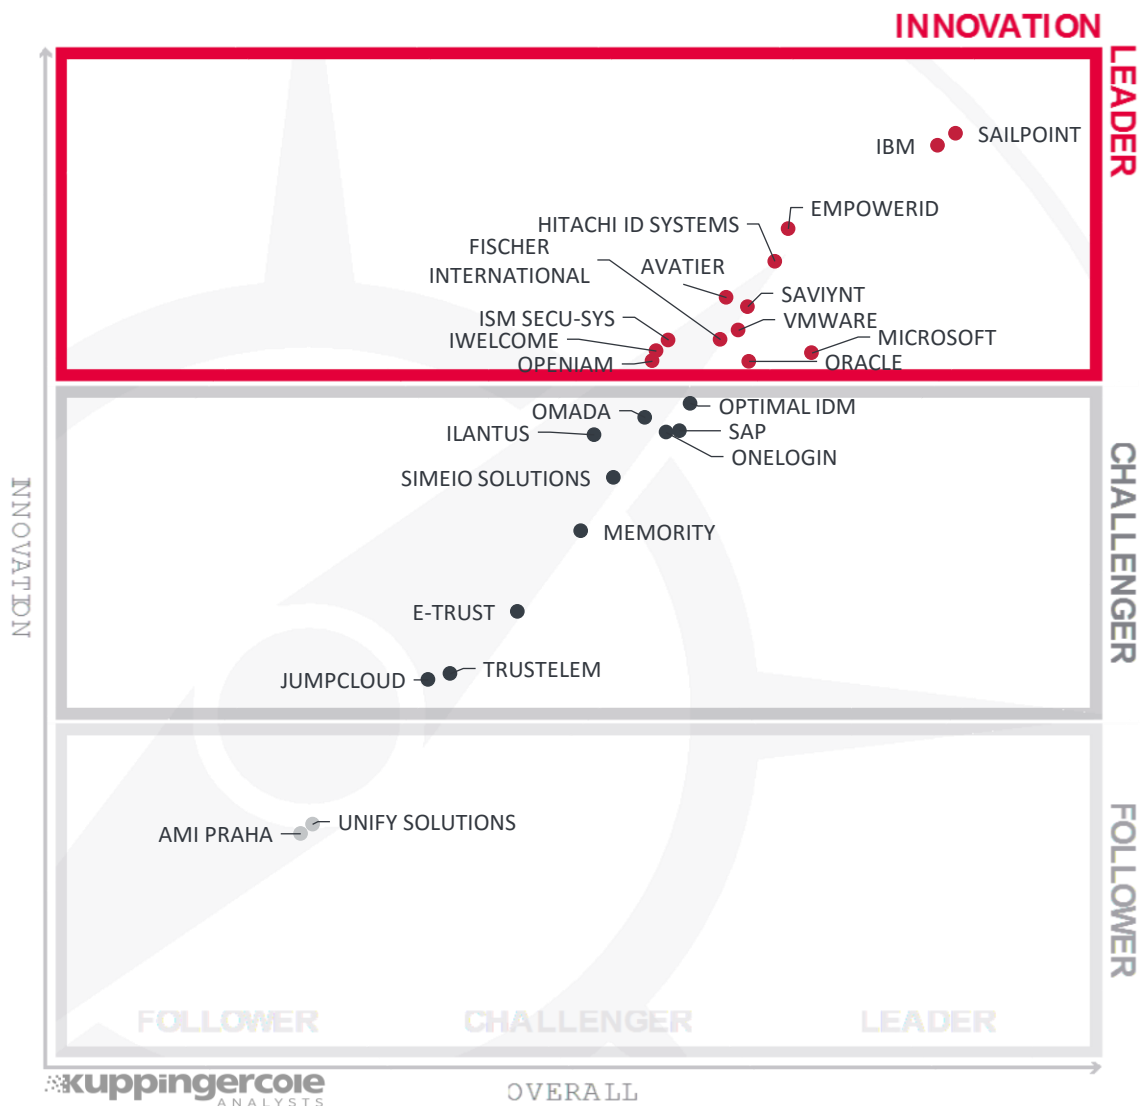 INNOVATION
LEADER
SAILPOINT
IBM
EMPOWERID
HITACHI ID SYSTEMS
FISCHER
INTERNATIONAL
AVATIER
SAVIYNT
ISM SECU-SYS
VMWARE
IWELCOME
MICROSOFT
OPENIAM
ORACLE
OMADA
OPTIMAL IDM
ILANTUS
SAP
ONELOGIN
CHALLENGER
SIMEIO SOLUTIONS
INNOVATION
MEMORITY
E-TRUST
TRUSTELEM
JUMPCLOUD
UNIFY SOLUTIONS
AMI PRAHA
FOLLOWER
FOLLOWER
CHALLENGER
LEADER
kuppingercole
ANALYSTS
OVERALL